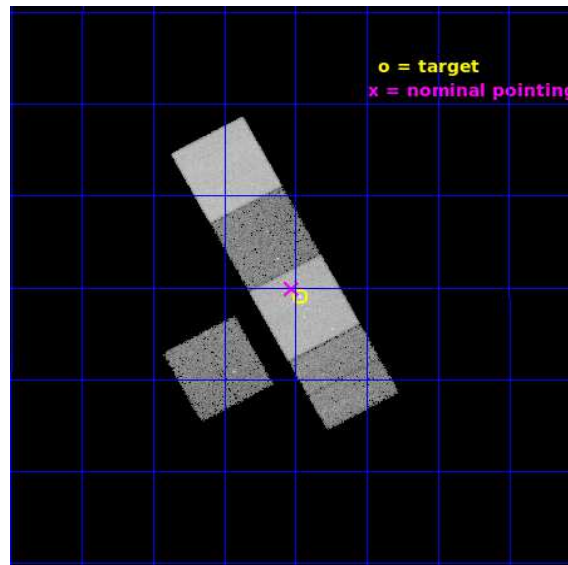 o = target
x = nominal pointing